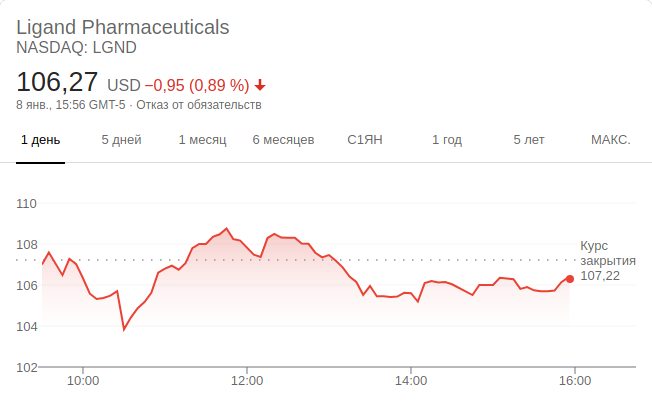 Ligand Pharmaceuticals
NASDAQ: LGND
106,27 USD −0,95 (0,89 %)
8 янв., 15:56 GMT-5 · Отказ от обязательств
1 день 5 дней 1 месяц 6 месяцев С1ЯН 1 год 5 лет МАКС.
110
108
106
104
102
Курс
закрытия
107,22
10:00 12:00 14:00 16:00